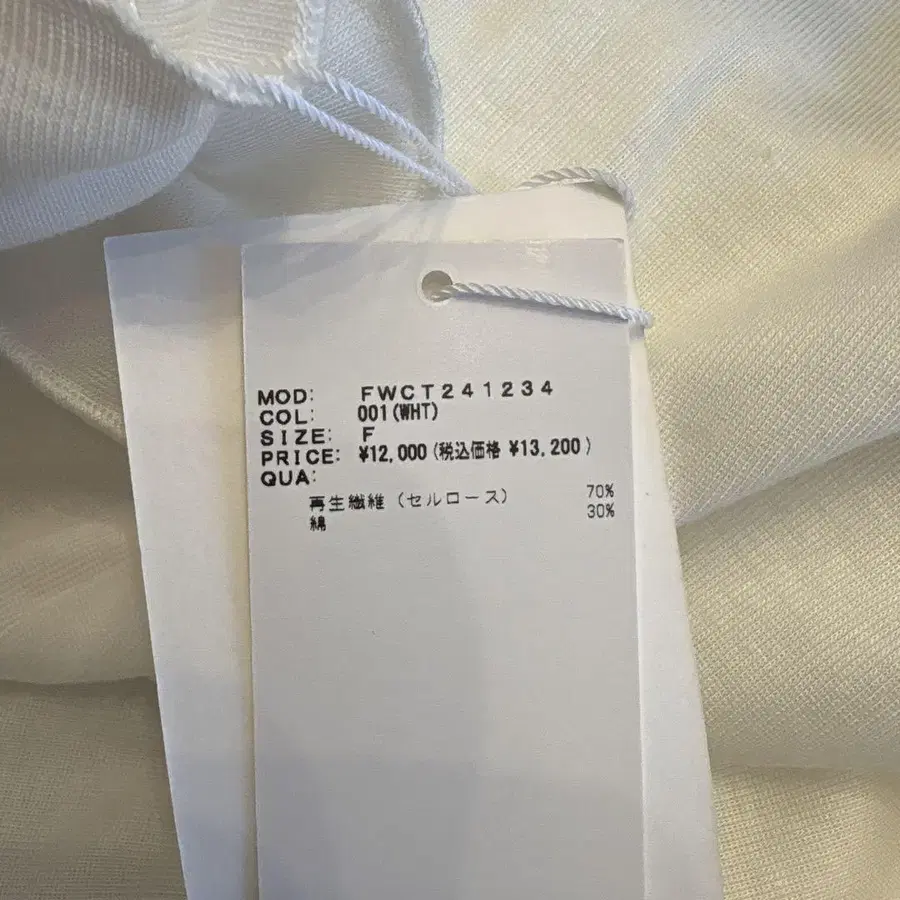 MOD: FWCT241234
COL: 001(WHT)
SIZE: F
PRICE: ¥12,000(税込価格 ¥13,200)
QUA:
再生繊維(セルロース) 70%
綿 30%